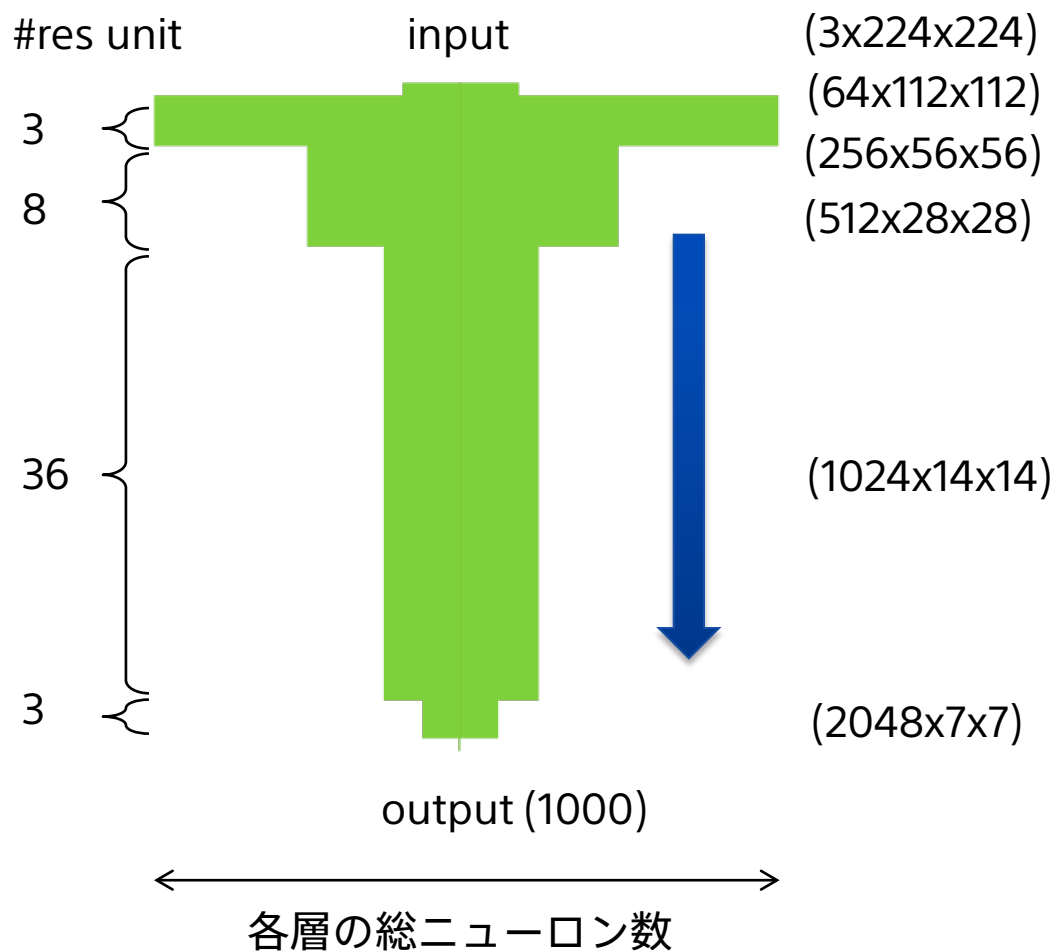 #res unit
input
(3x224x224)
(64x112x112)
3
(256x56x56)
8
(512x28x28)
36
(1024x14x14)
3
(2048x7x7)
output (1000)
各層の総ニューロン数